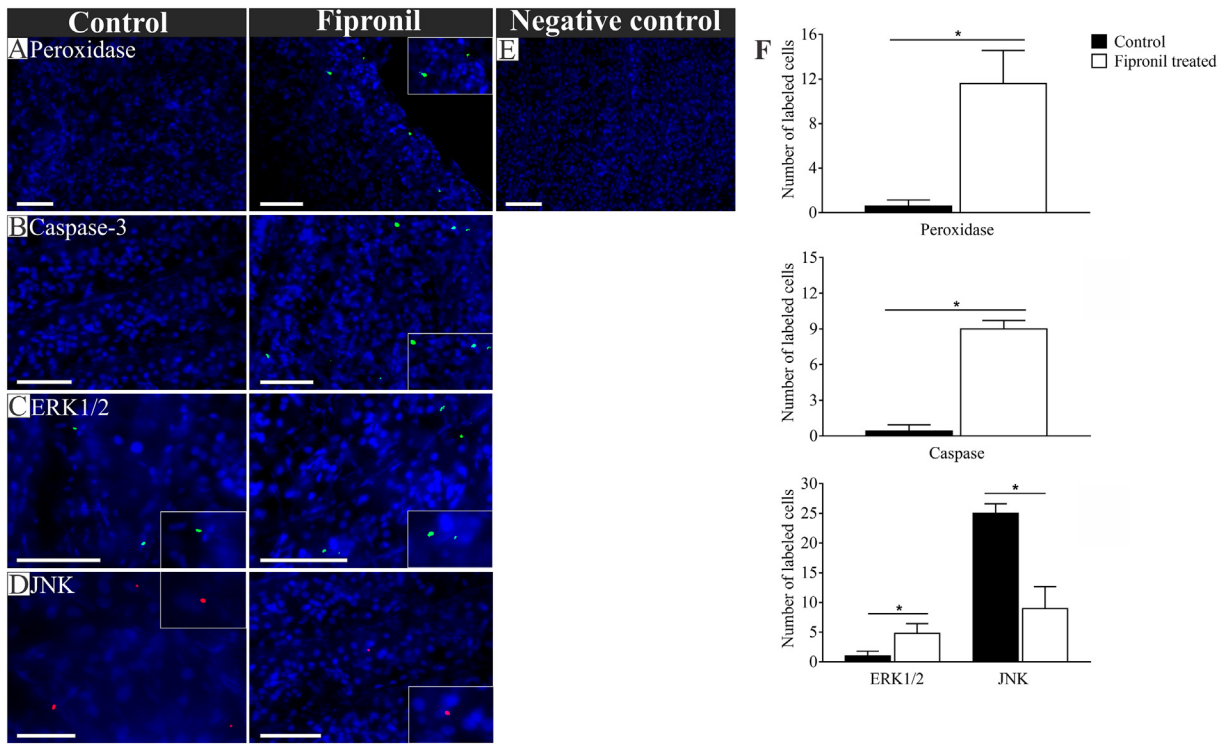 Control
Fipronil
Negative control
A Peroxidase
E
B Caspase-3
C ERK1/2
D JNK
F
Control
Fipronil treated
*
Number of labeled cells
16
12
8
4
0
Peroxidase
*
Number of labeled cells
15
12
9
6
3
0
Caspase
*
*
Number of labeled cells
30
25
20
15
10
5
0
ERK1/2
JNK